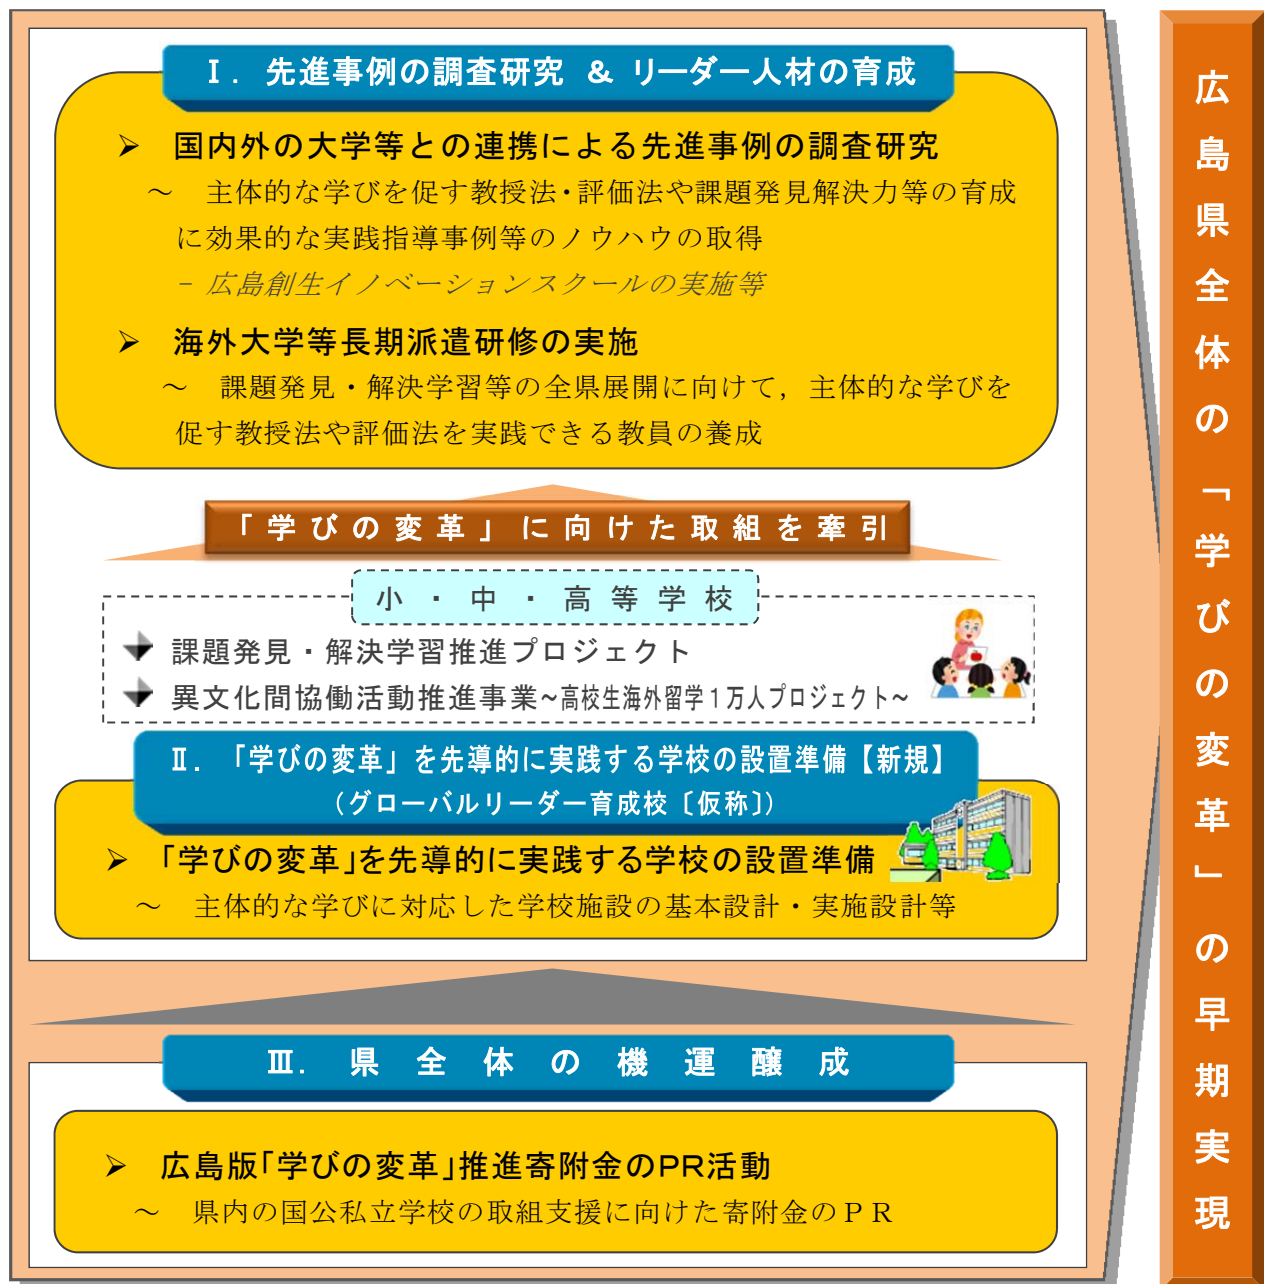 Ⅰ. 先進事例の調査研究 & リーダー人材の育成
➢ 国内外の大学等との連携による先進事例の調査研究
～ 主体的な学びを促す教授法・評価法や課題発見解決力等の育成
に効果的な実践指導事例等のノウハウの取得
－ 広島創生イノベーションスクールの実施等
➢ 海外大学等長期派遣研修の実施
～ 課題発見・解決学習等の全県展開に向けて，主体的な学びを
促す教授法や評価法を実践できる教員の養成
「学びの変革」に向けた取組を牽引
小・中・高等学校
課題発見・解決学習推進プロジェクト
異文化間協働活動推進事業~高校生海外留学１万人プロジェクト~
Ⅱ. 「学びの変革」を先導的に実践する学校の設置準備【新規】
（グローバルリーダー育成校〔仮称〕）
➢ 「学びの変革」を先導的に実践する学校の設置準備
～ 主体的な学びに対応した学校施設の基本設計・実施設計等
Ⅲ. 県全体の機運醸成
➢ 広島版「学びの変革」推進寄附金のPR活動
～ 県内の国公私立学校の取組支援に向けた寄附金のＰＲ
広島県全体の「学びの変革」の早期実現